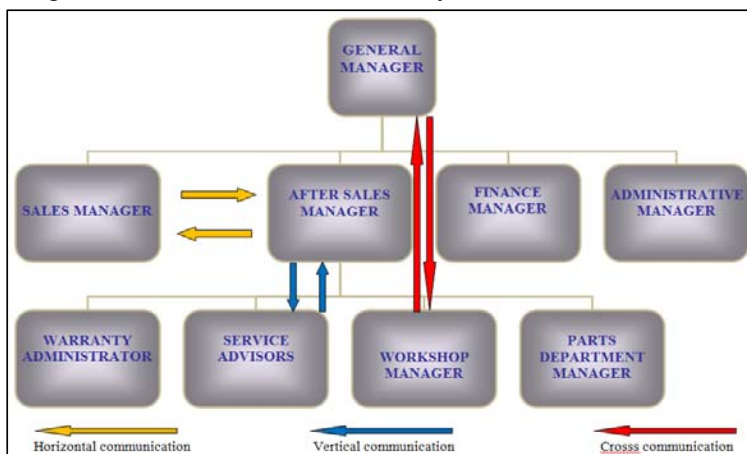 GENERAL
MANAGER
SALES MANAGER
AFTER SALES
MANAGER
FINANCE
MANAGER
ADMINISTRATIVE
MANAGER
WARRANTY
ADMINISTRATOR
SERVICE
ADVISORS
WORKSHOP
MANAGER
PARTS
DEPARTMENT
MANAGER
Horizontal communication
Vertical communication
Crosss communication